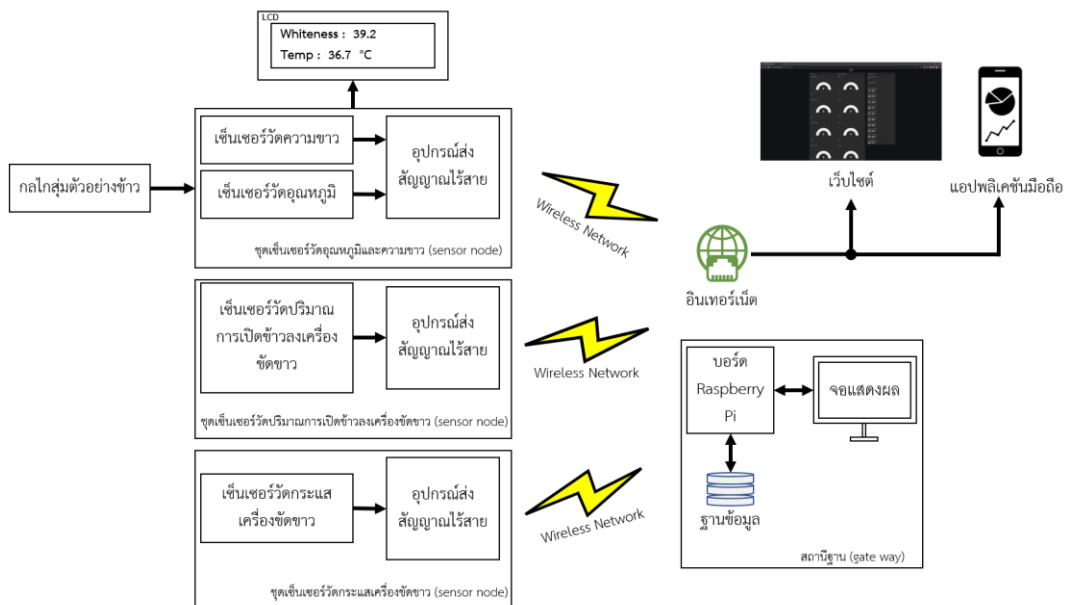 LCD
Whiteness : 39.2
Temp : 36.7 °C
กลไกสุ่มตัวอย่างข้าว
เซ็นเซอร์วัดความขาว
เซ็นเซอร์วัดอุณหภูมิ
อุปกรณ์ส่ง
สัญญาณไร้สาย
ชุดเซ็นเซอร์วัดอุณหภูมิและความขาว (sensor node)
Wireless Network
เว็บไซต์
แอปพลิเคชันมือถือ
อินเทอร์เน็ต
เซ็นเซอร์วัดปริมาณ
การเปิดข้าวลงเครื่อง
ขัดขาว
อุปกรณ์ส่ง
สัญญาณไร้สาย
ชุดเซ็นเซอร์วัดปริมาณการเปิดข้าวลงเครื่องขัดขาว (sensor node)
Wireless Network
บอร์ด
Raspberry
Pi
จอแสดงผล
ฐานข้อมูล
สถานีฐาน (gate way)
เซ็นเซอร์วัดกระแส
เครื่องขัดขาว
อุปกรณ์ส่ง
สัญญาณไร้สาย
ชุดเซ็นเซอร์วัดกระแสเครื่องขัดขาว (sensor node)
Wireless Network